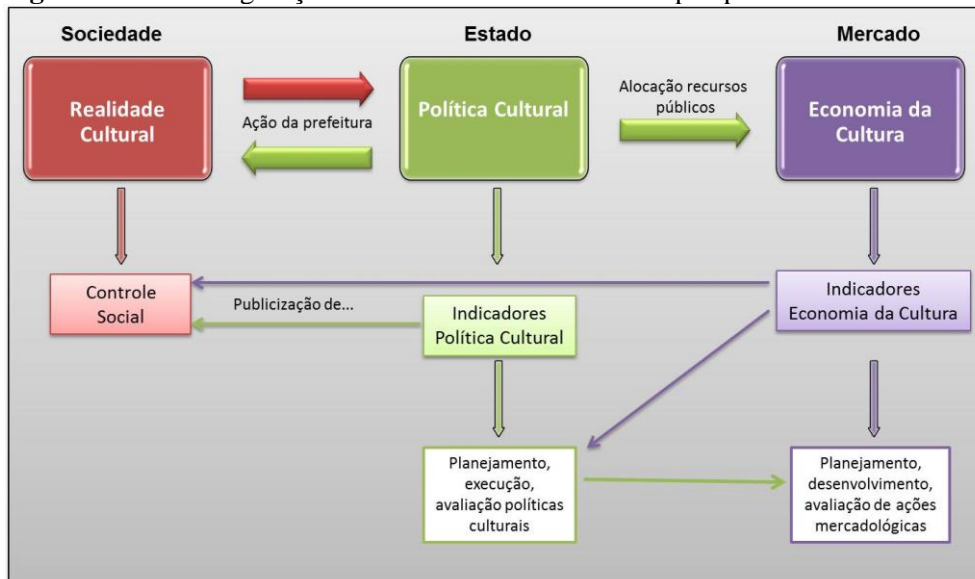 Sociedade
Estado
Mercado
Realidade
Cultural
Ação da prefeitura
Política Cultural
Alocação recursos
públicos
Economia da
Cultura
Controle
Social
Publicização de...
Indicadores
Política Cultural
Indicadores
Economia da Cultura
Planejamento,
execução,
avaliação políticas
culturais
Planejamento,
desenvolvimento,
avaliação de ações
mercadológicas